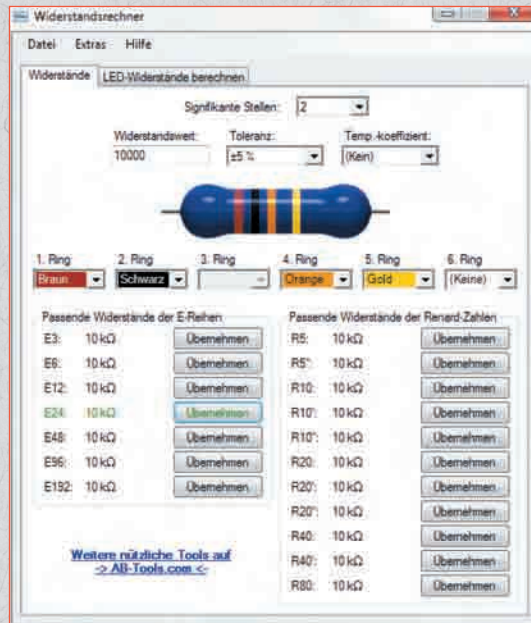 Widerstandsrechner
Datei Extras Hilfe
Widerstände LED-Widerstände berechnen
Signifikante Stellen: 2
Widerstandswert: Toleranz: Temp.-koeffizient:
10000 ±5 % (Kein)
1. Ring 2. Ring 3. Ring 4. Ring 5. Ring 6. Ring
Braun Schwarz Orange Gold (Keine)
Passende Widerstände der E-Reihen
E3: 10 kΩ Übernehmen
E6: 10 kΩ Übernehmen
E12: 10 kΩ Übernehmen
E24: 10 kΩ Übernehmen
E48: 10 kΩ Übernehmen
E96: 10 kΩ Übernehmen
E192: 10 kΩ Übernehmen
Weitere nützliche Tools auf
-> AB-Tools.com <-
Passende Widerstände der Renard-Zahlen
R5: 10 kΩ Übernehmen
R5": 10 kΩ Übernehmen
R10: 10 kΩ Übernehmen
R10': 10 kΩ Übernehmen
R10": 10 kΩ Übernehmen
R20: 10 kΩ Übernehmen
R20': 10 kΩ Übernehmen
R20": 10 kΩ Übernehmen
R40: 10 kΩ Übernehmen
R40': 10 kΩ Übernehmen
R80: 10 kΩ Übernehmen